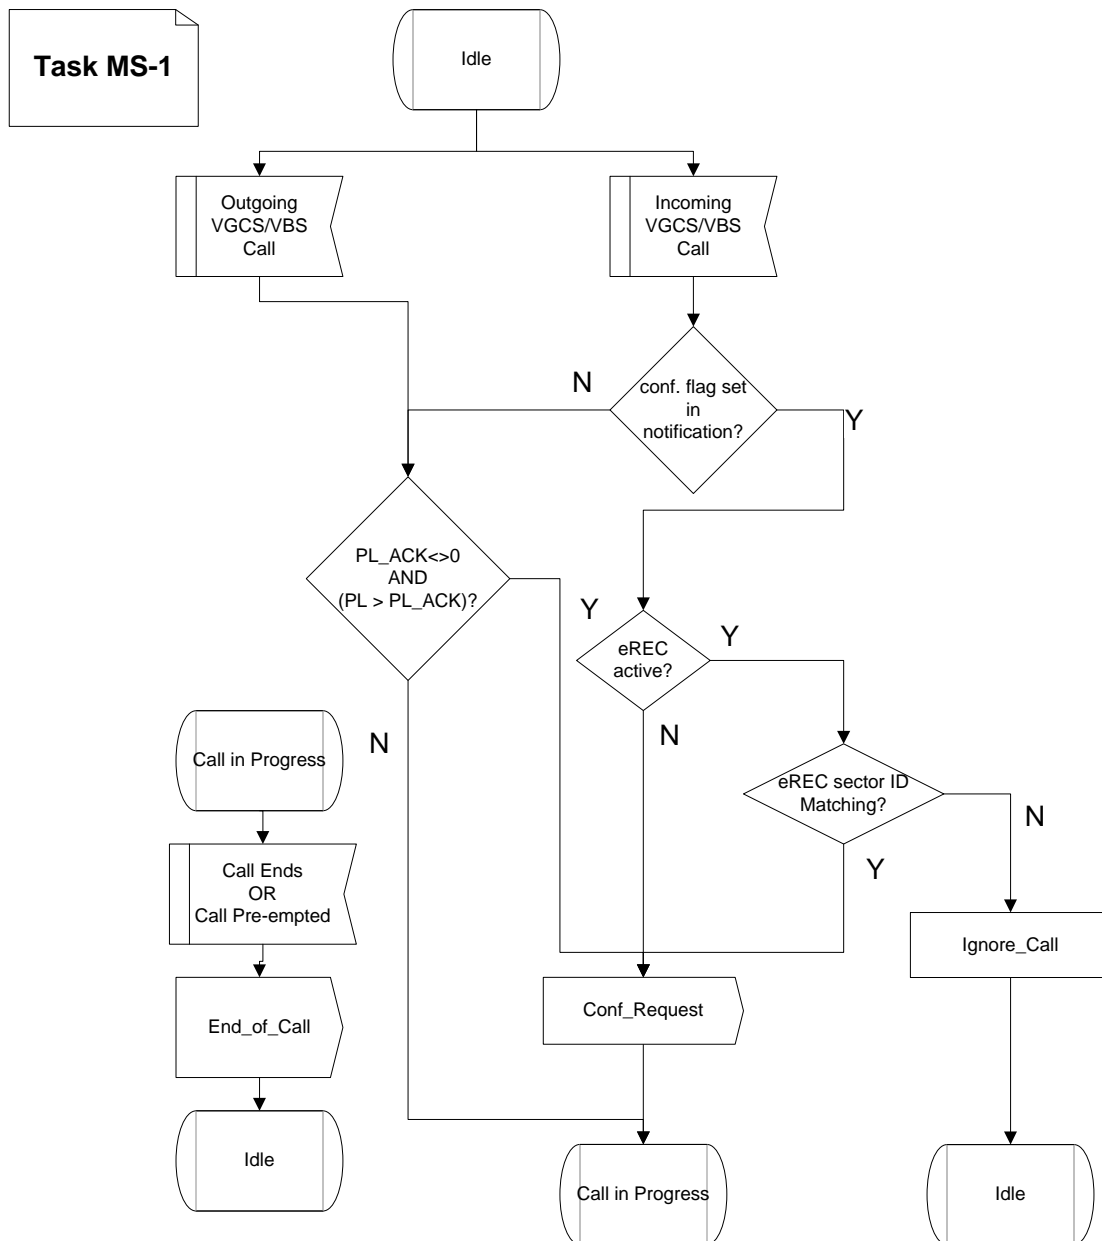 Task MS-1
Idle
Outgoing
VGCS/VBS
Call
Incoming
VGCS/VBS
Call
conf. flag set
in
notification?
N
Y
PL_ACK<>0
AND
(PL > PL_ACK)?
Y
N
eREC
active?
Y
N
eREC sector ID
Matching?
N
Y
Call in Progress
Call Ends
OR
Call Pre-empted
End_of_Call
Idle
Conf_Request
Call in Progress
Ignore_Call
Idle